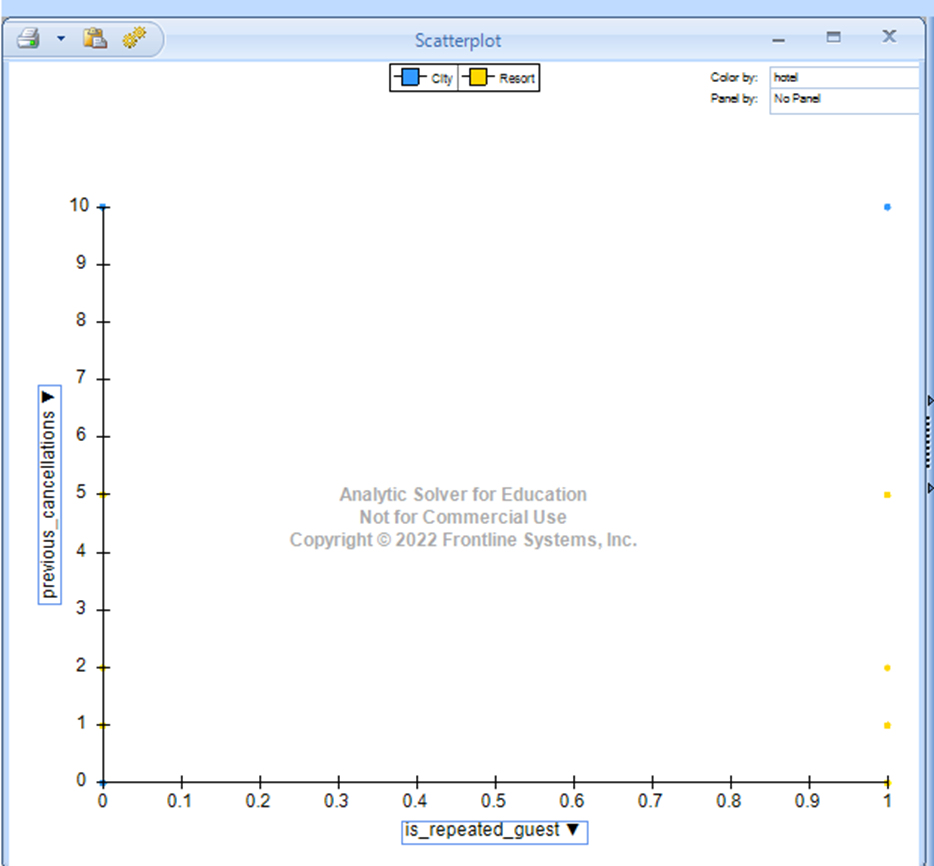 Scatterplot
City Resort
Color by: hotel
Panel by: No Panel
10
9
8
7
6
5
4
3
2
1
0
previous_cancellations ▼
Analytic Solver for Education
Not for Commercial Use
Copyright © 2022 Frontline Systems, Inc.
0 0.1 0.2 0.3 0.4 0.5 0.6 0.7 0.8 0.9 1
is_repeated_guest ▼